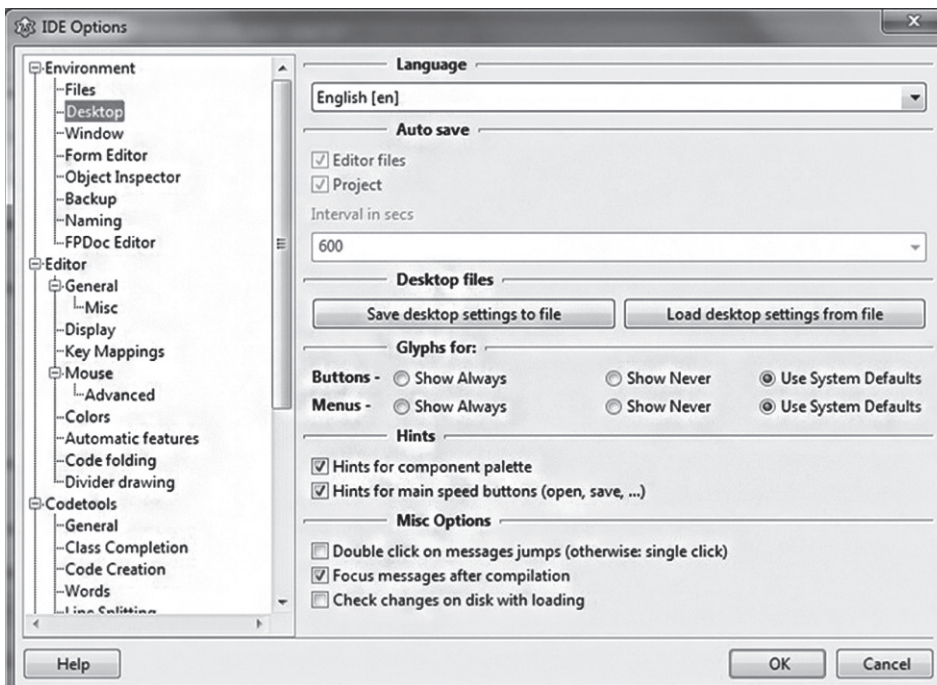 IDE Options
Environment
Files
Desktop
Window
Form Editor
Object Inspector
Backup
Naming
FPDoc Editor
Editor
General
Misc
Display
Key Mappings
Mouse
Advanced
Colors
Automatic features
Code folding
Divider drawing
Codetools
General
Class Completion
Code Creation
Words
Line Splitting
Language
English [en]
Auto save
Editor files
Project
Interval in secs
600
Desktop files
Save desktop settings to file Load desktop settings from file
Glyphs for:
Buttons - Show Always Show Never Use System Defaults
Menus - Show Always Show Never Use System Defaults
Hints
Hints for component palette
Hints for main speed buttons (open, save, ...)
Misc Options
Double click on messages jumps (otherwise: single click)
Focus messages after compilation
Check changes on disk with loading
Help OK Cancel